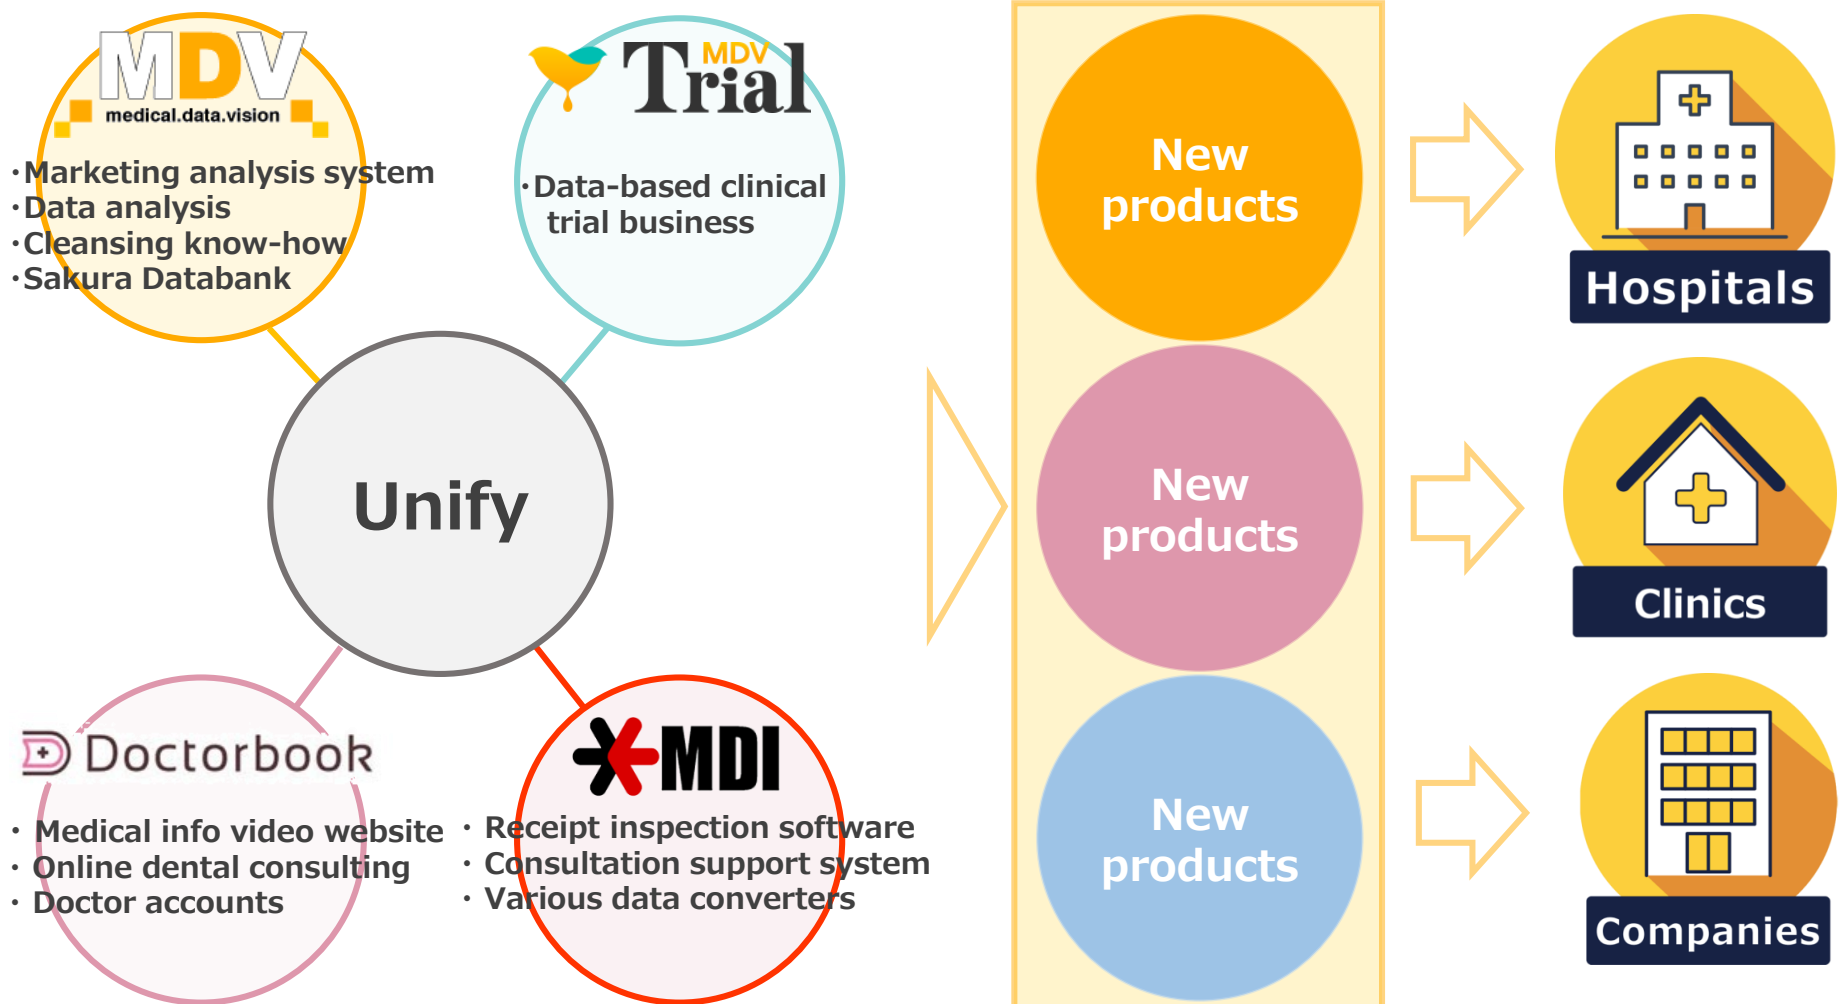 MDV
medical.data.vision
・Marketing analysis system
・Data analysis
・Cleansing know-how
・Sakura Databank
MDV
Trial
・Data-based clinical
trial business
Unify
Doctorbook
・ Medical info video website
・ Online dental consulting
・ Doctor accounts
MDI
・ Receipt inspection software
・ Consultation support system
・ Various data converters
New
products
New
products
New
products
Hospitals
Clinics
Companies